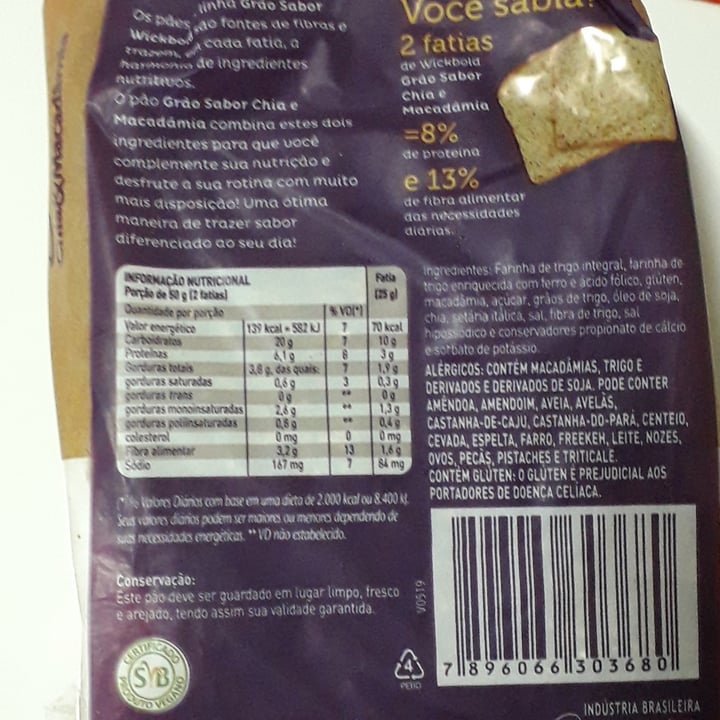 linha Grão Sabor
Os pães são fontes de fibras e
Wickbold cada fatia, a
trazem, em
harmonia de ingredientes
nutritivos.
O pão Grão Sabor Chia e
Macadâmia combina estes dois
ingredientes para que você
complemente sua nutrição e
desfrute a sua rotina com muito
mais disposição! Uma ótima
maneira de trazer sabor
diferenciado ao seu dia!
Você sabia?
2 fatias
de Wickbold
Grão Sabor
Chia e
Macadâmia
=8%
de proteína
e 13%
de fibra alimentar
das necessidades
diárias.
INFORMAÇÃO NUTRICIONAL
Porção de 50 g (2 fatias)
Fatia
(25 g)
Quantidade por porção % VD(*)
Valor energético 139 kcal = 582 kJ 7 70 kcal
Carboidratos 20 g 7 10 g
Proteínas 6,1 g 8 3 g
Gorduras totais 3,8 g, das quais: 7 1,9 g
gorduras saturadas 0,6 g 3 0,3 g
gorduras trans 0 g ** 0 g
gorduras monoinsaturadas 2,6 g ** 1,3 g
gorduras poliinsaturadas 0,8 g ** 0,4 g
colesterol 0 mg 0 0 mg
Fibra alimentar 3,2 g 13 1,6 g
Sódio 167 mg 7 84 mg
(*)% Valores Diários com base em uma dieta de 2.000 kcal ou 8.400 kJ.
Seus valores diários podem ser maiores ou menores dependendo de
suas necessidades energéticas. ** VD não estabelecido.
Conservação:
Este pão deve ser guardado em lugar limpo, fresco
e arejado, tendo assim sua validade garantida.
Ingredientes: Farinha de trigo integral, farinha de
trigo enriquecida com ferro e ácido fólico, glúten,
macadâmia, açúcar, grãos de trigo, óleo de soja,
chia, setária itálica, sal, fibra de trigo, sal
hipossódico e conservadores propionato de cálcio
e sorbato de potássio.
ALÉRGICOS: CONTÉM MACADÂMIAS, TRIGO E
DERIVADOS E DERIVADOS DE SOJA. PODE CONTER
AMÊNDOA, AMENDOIM, AVEIA, AVELÃS,
CASTANHA-DE-CAJU, CASTANHA-DO-PARÁ, CENTEIO,
CEVADA, ESPELTA, FARRO, FREEKEH, LEITE, NOZES,
OVOS, PECÃS, PISTACHES E TRITICALE.
CONTÉM GLÚTEN: O GLÚTEN É PREJUDICIAL AOS
PORTADORES DE DOENÇA CELÍACA.
V0519
7 896066 303680
4
PEBD
CERTIFICADO
SVB
PRODUTO VEGANO
INDÚSTRIA BRASILEIRA